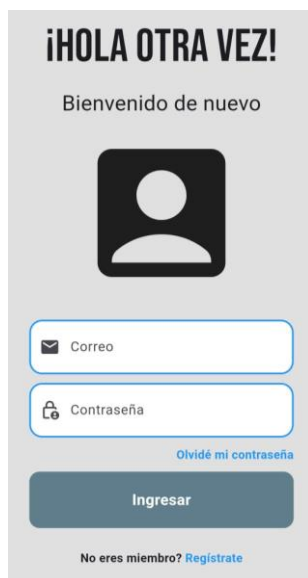 ¡HOLA OTRA VEZ!
Bienvenido de nuevo
Correo
Contraseña
Olvidé mi contraseña
Ingresar
No eres miembro? Regístrate